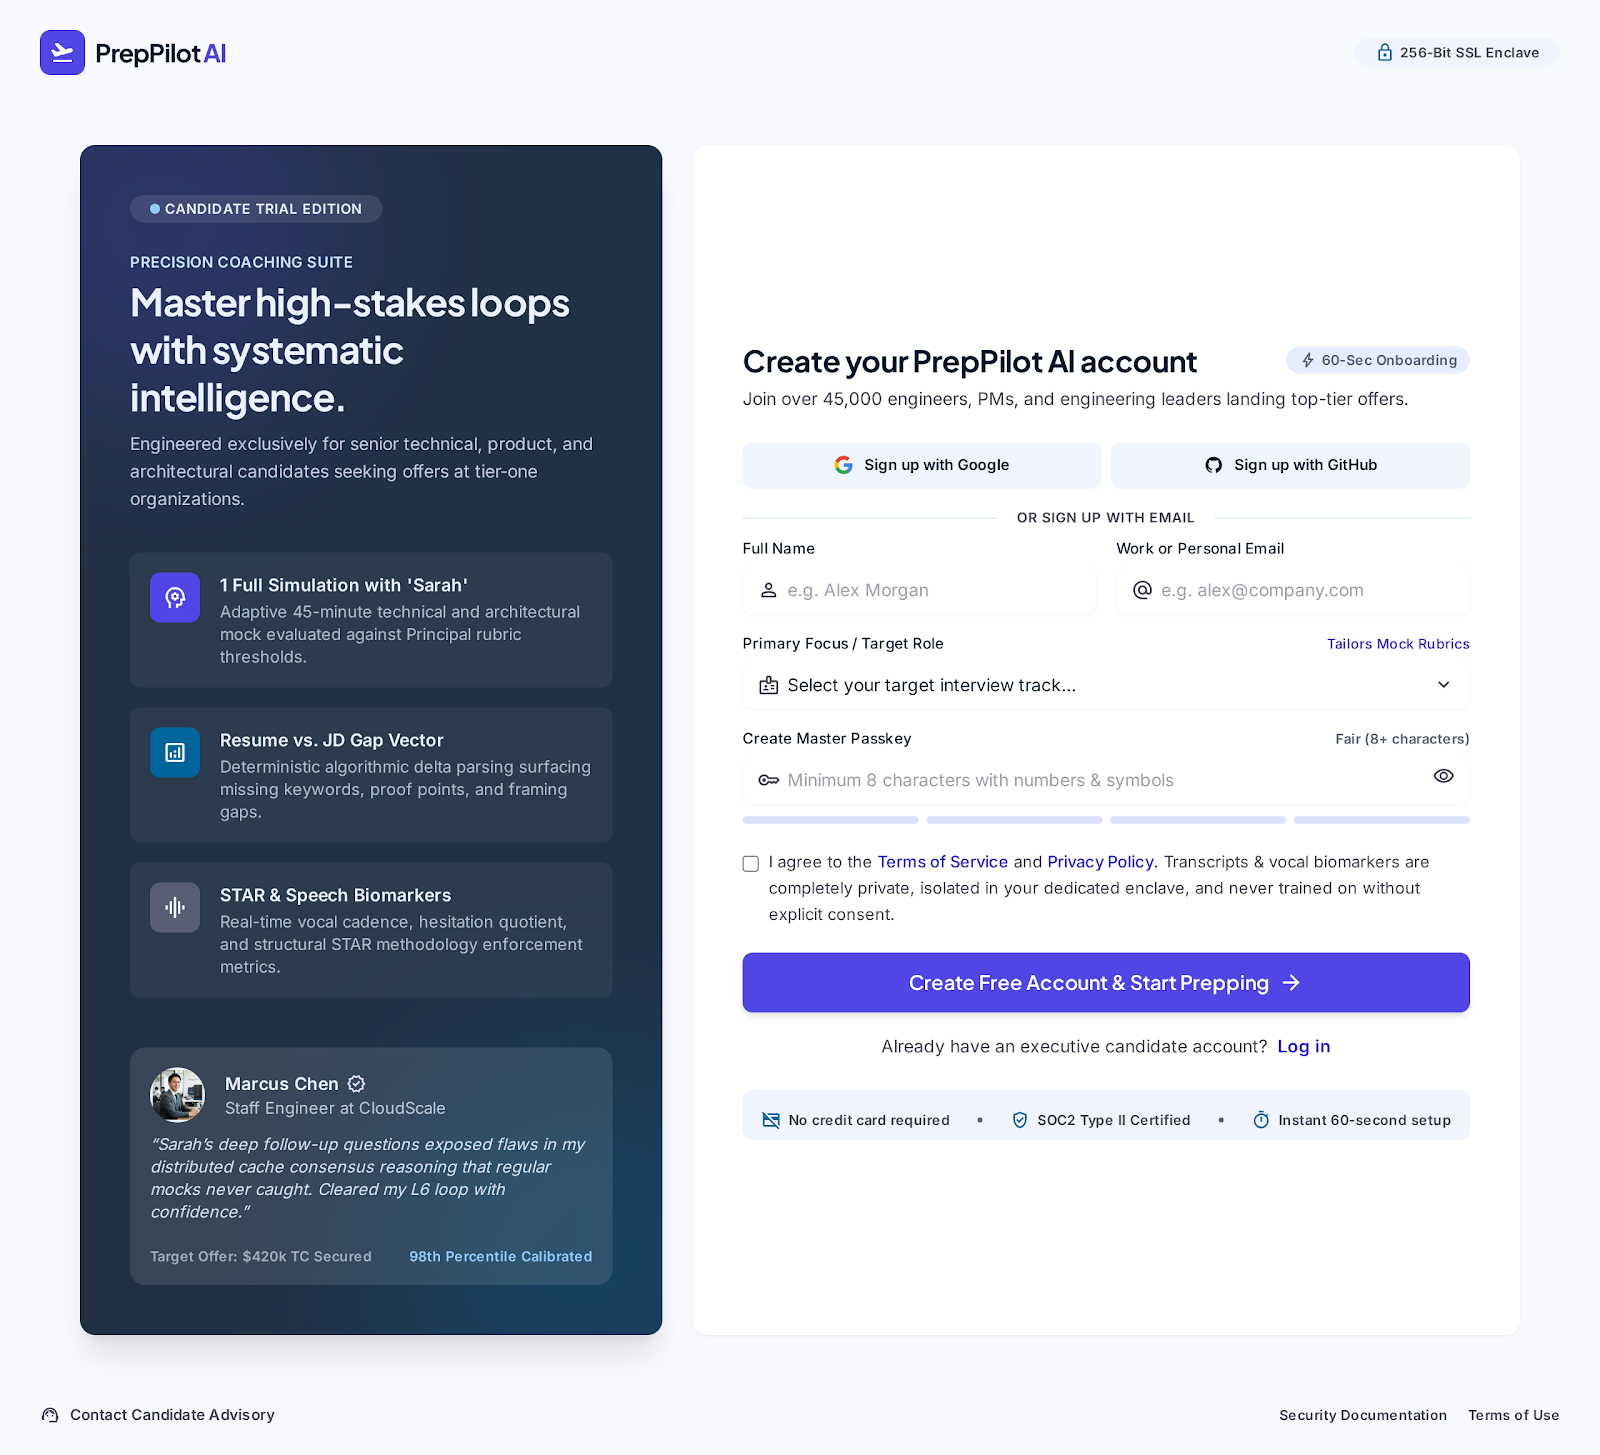 PrepPilot AI
256-Bit SSL Enclave
CANDIDATE TRIAL EDITION
PRECISION COACHING SUITE
Master high-stakes loops
with systematic
intelligence.
Engineered exclusively for senior technical, product, and
architectural candidates seeking offers at tier-one
organizations.
1 Full Simulation with 'Sarah'
Adaptive 45-minute technical and architectural
mock evaluated against Principal rubric
thresholds.
Resume vs. JD Gap Vector
Deterministic algorithmic delta parsing surfacing
missing keywords, proof points, and framing
gaps.
STAR & Speech Biomarkers
Real-time vocal cadence, hesitation quotient,
and structural STAR methodology enforcement
metrics.
Marcus Chen
Staff Engineer at CloudScale
“Sarah’s deep follow-up questions exposed flaws in my
distributed cache consensus reasoning that regular
mocks never caught. Cleared my L6 loop with
confidence.”
Target Offer: $420k TC Secured
98th Percentile Calibrated
Create your PrepPilot AI account
60-Sec Onboarding
Join over 45,000 engineers, PMs, and engineering leaders landing top-tier offers.
Sign up with Google
Sign up with GitHub
OR SIGN UP WITH EMAIL
Full Name
Work or Personal Email
e.g. Alex Morgan
e.g. alex@company.com
Primary Focus / Target Role
Tailors Mock Rubrics
Select your target interview track...
Create Master Passkey
Fair (8+ characters)
Minimum 8 characters with numbers & symbols
I agree to the Terms of Service and Privacy Policy. Transcripts & vocal biomarkers are
completely private, isolated in your dedicated enclave, and never trained on without
explicit consent.
Create Free Account & Start Prepping →
Already have an executive candidate account? Log in
No credit card required • SOC2 Type II Certified • Instant 60-second setup
Contact Candidate Advisory
Security Documentation
Terms of Use